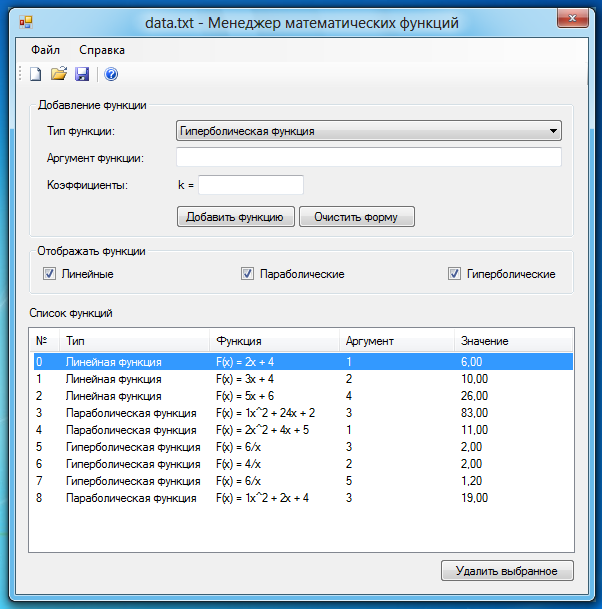 data.txt - Менеджер математических функций
Файл Справка
Добавление функции
Тип функции: Гиперболическая функция
Аргумент функции:
Коэффициенты: k =
Добавить функцию Очистить форму
Отображать функции
Линейные Параболические Гиперболические
Список функций
№ Тип Функция Аргумент Значение
0 Линейная функция F(x) = 2x + 4 1 6,00
1 Линейная функция F(x) = 3x + 4 2 10,00
2 Линейная функция F(x) = 5x + 6 4 26,00
3 Параболическая функция F(x) = 1x^2 + 24x + 2 3 83,00
4 Параболическая функция F(x) = 2x^2 + 4x + 5 1 11,00
5 Гиперболическая функция F(x) = 6/x 3 2,00
6 Гиперболическая функция F(x) = 4/x 2 2,00
7 Гиперболическая функция F(x) = 6/x 5 1,20
8 Параболическая функция F(x) = 1x^2 + 2x + 4 3 19,00
Удалить выбранное